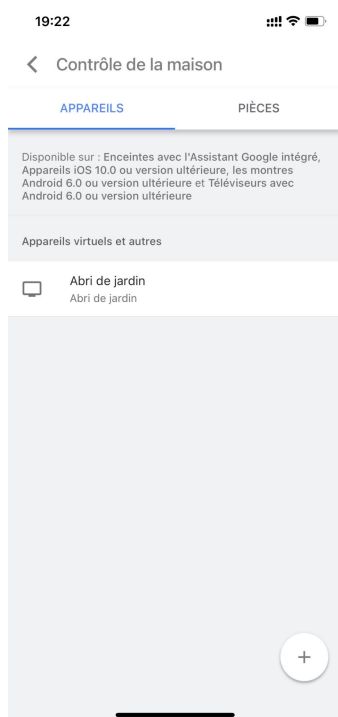 19:22
Contrôle de la maison
APPAREILS
PIÈCES
Disponible sur : Enceintes avec l'Assistant Google intégré,
Appareils iOS 10.0 ou version ultérieure, les montres
Android 6.0 ou version ultérieure et Téléviseurs avec
Android 6.0 ou version ultérieure
Appareils virtuels et autres
Abri de jardin
Abri de jardin